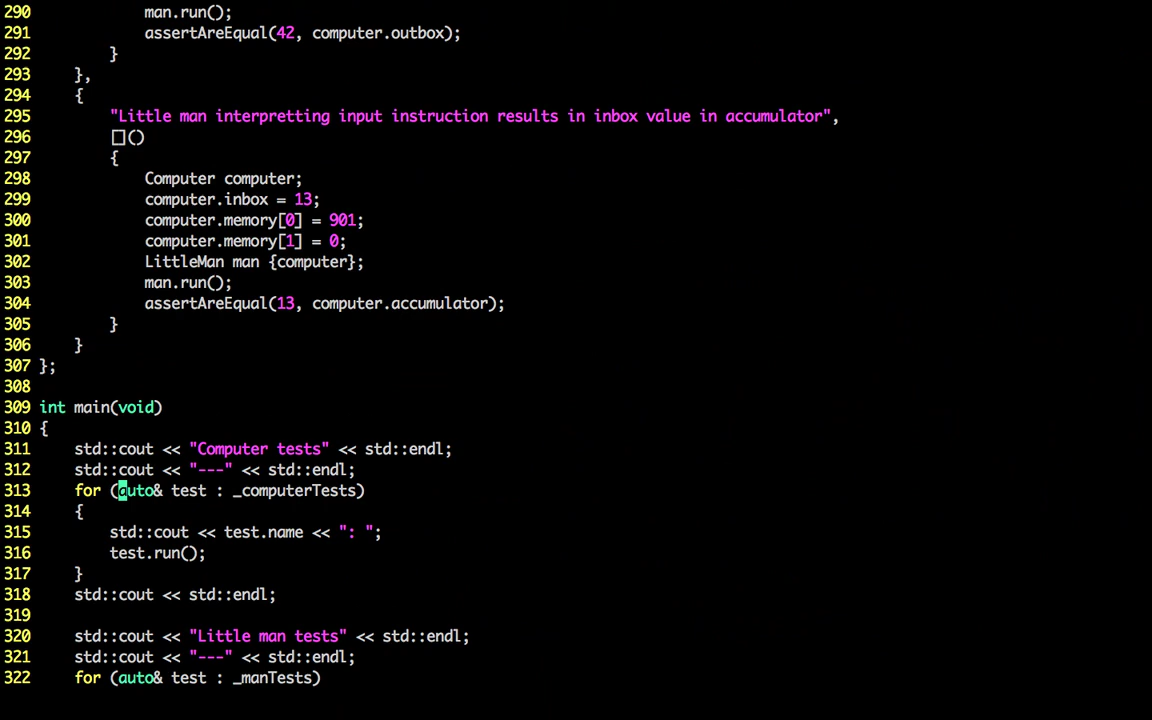 290             man.run();
291             assertAreEqual(42, computer.outbox);
292         }
293     },
294     {
295         "Little man interpretting input instruction results in inbox value in accumulator",
296         []()
297         {
298             Computer computer;
299             computer.inbox = 13;
300             computer.memory[0] = 901;
301             computer.memory[1] = 0;
302             LittleMan man {computer};
303             man.run();
304             assertAreEqual(13, computer.accumulator);
305         }
306     }
307 };
308
309 int main(void)
310 {
311     std::cout << "Computer tests" << std::endl;
312     std::cout << "---" << std::endl;
313     for (auto& test : _computerTests)
314     {
315         std::cout << test.name << ": ";
316         test.run();
317     }
318     std::cout << std::endl;
319
320     std::cout << "Little man tests" << std::endl;
321     std::cout << "---" << std::endl;
322     for (auto& test : _manTests)